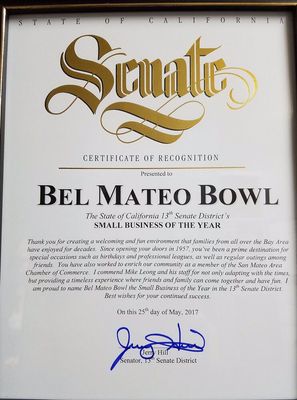 STATE OF CALIFORNIA
Senate
CERTIFICATE OF RECOGNITION
Presented to
BEL MATEO BOWL
The State of California 13th Senate District's
SMALL BUSINESS OF THE YEAR
Thank you for creating a welcoming and fun environment that families from all over the Bay Area
have enjoyed for decades. Since opening your doors in 1957, you've been a prime destination for
special occasions such as birthdays and professional leagues, as well as regular outings among
friends. You have also worked to enrich our community as a member of the San Mateo Area
Chamber of Commerce. I commend Mike Leong and his staff for not only adapting with the times,
but providing a timeless experience where friends and family can come together and have fun. I
am proud to name Bel Mateo Bowl the Small Business of the Year in the 13th Senate District.
Best wishes for your continued success.
On this 25th day of May, 2017
Jerry Hill
Jerry Hill
Senator, 13th Senate District